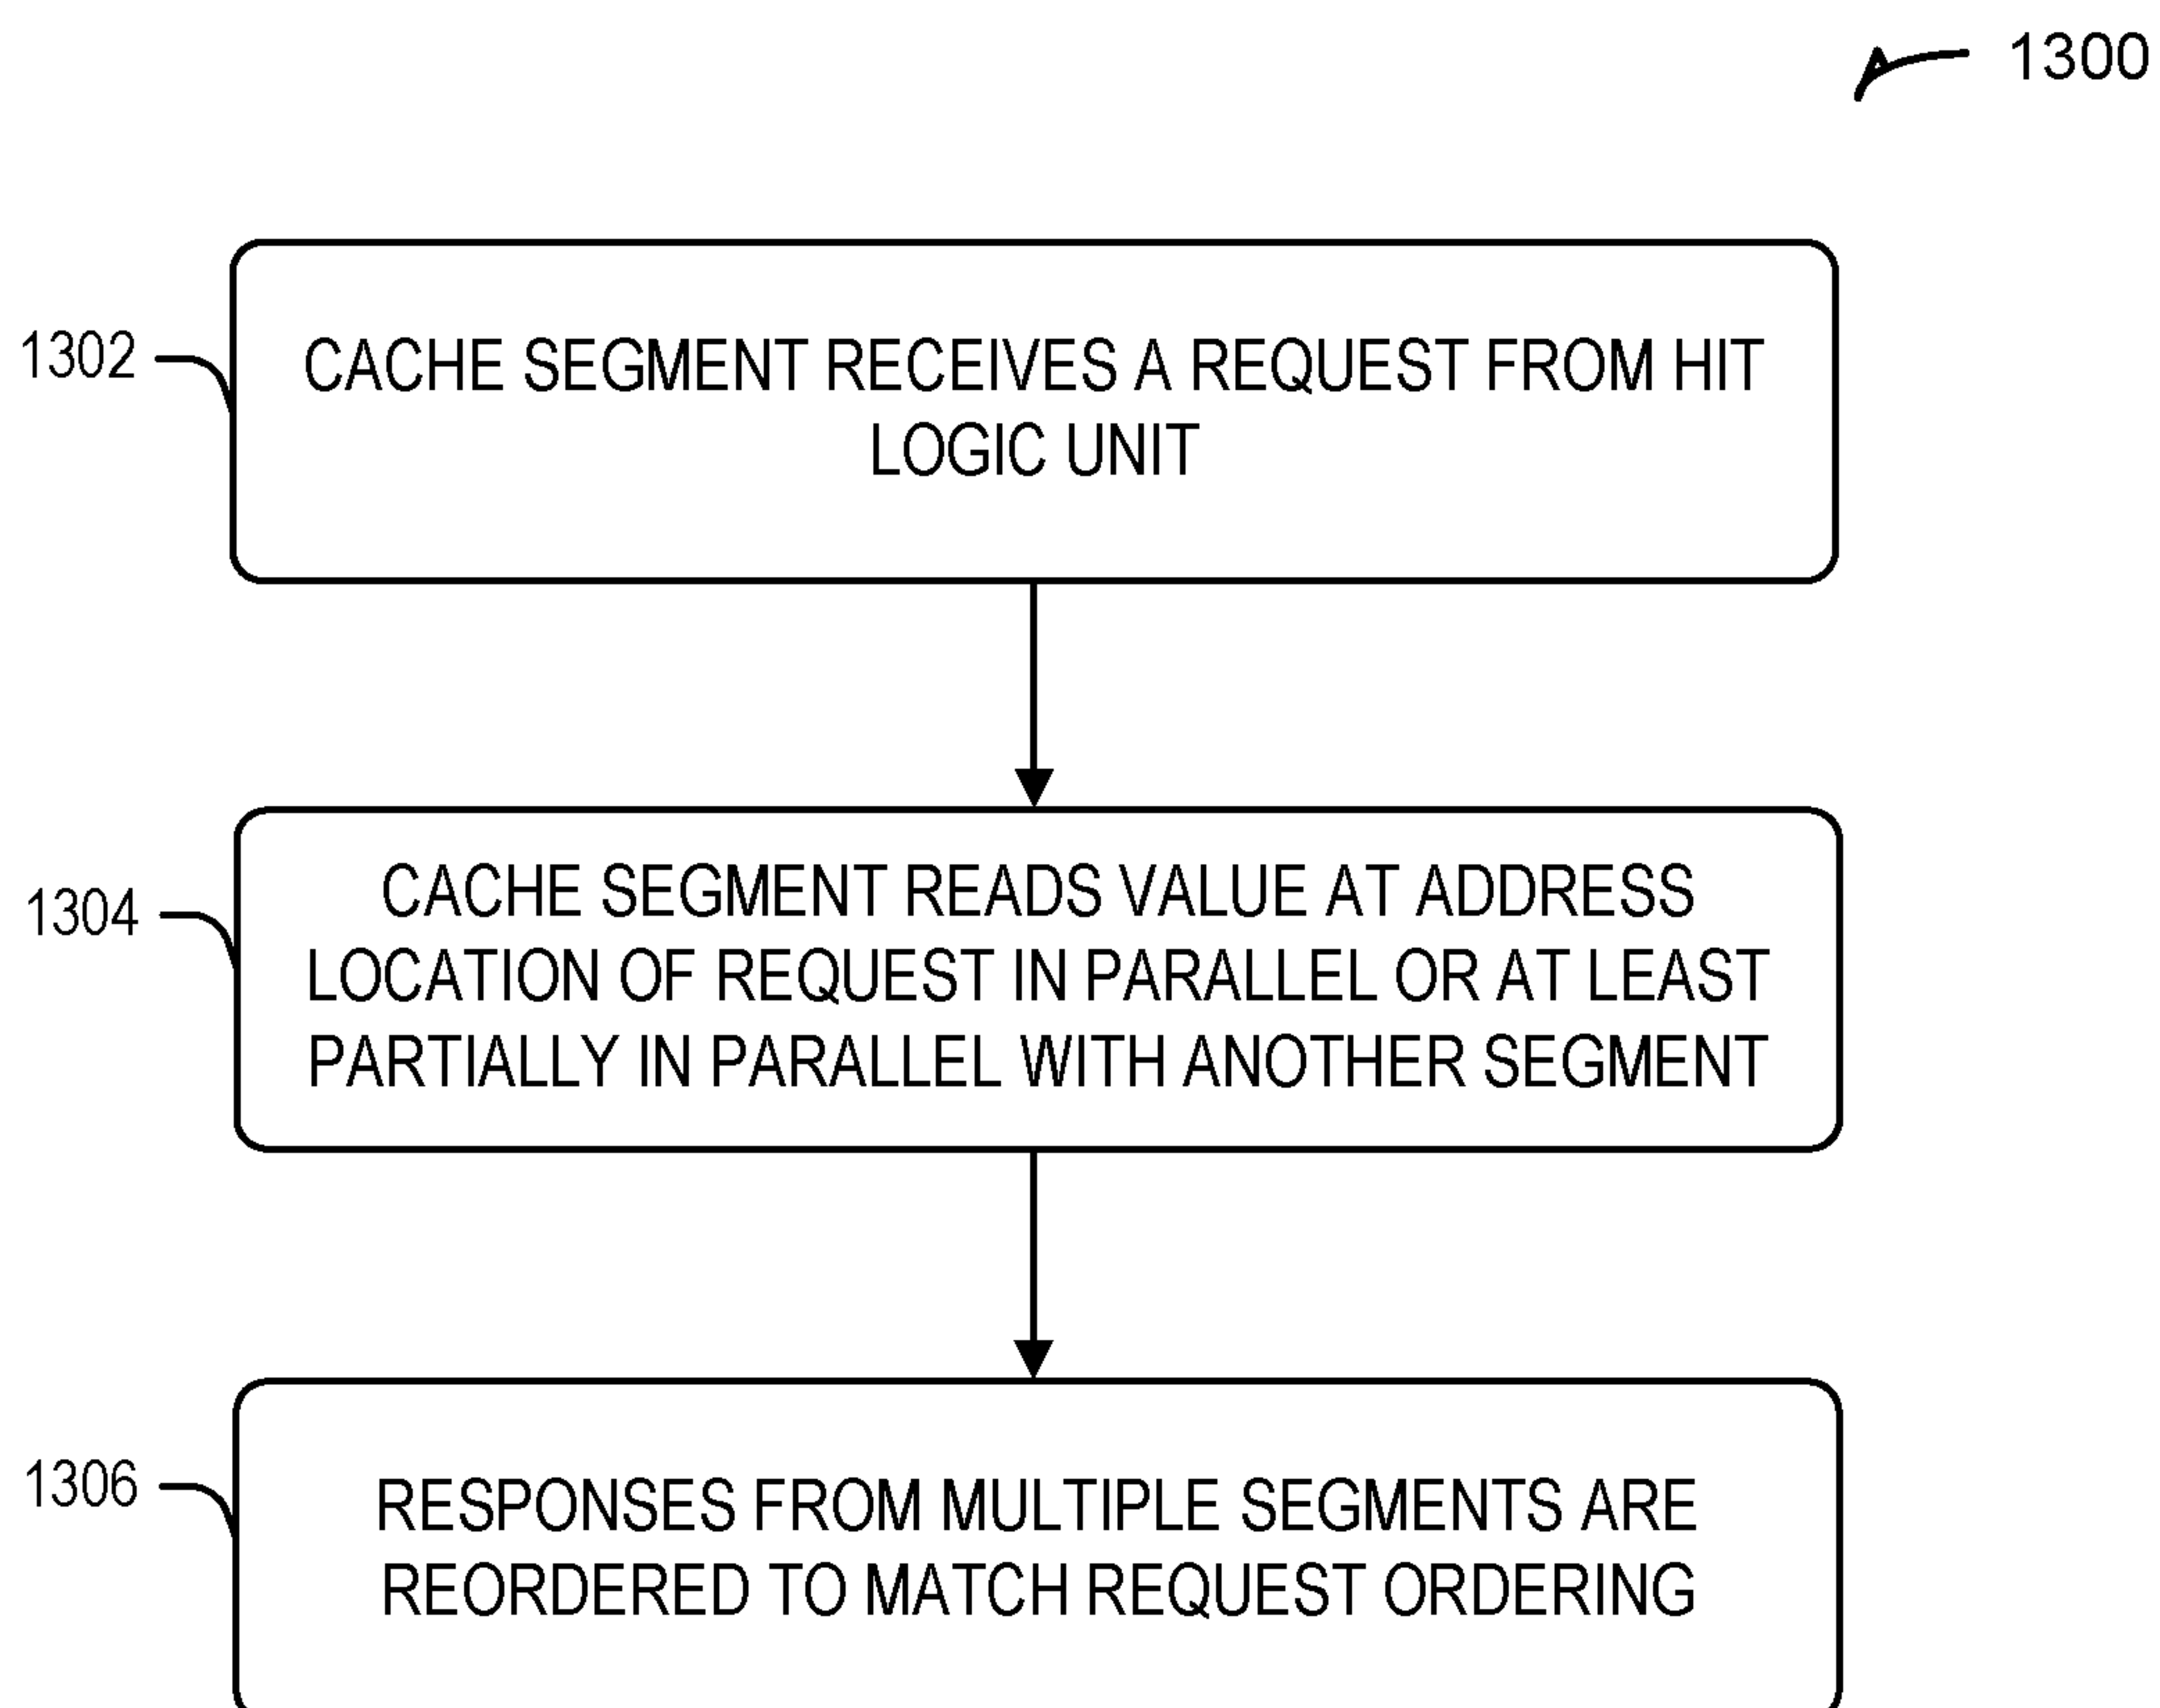 1300
1302
CACHE SEGMENT RECEIVES A REQUEST FROM HIT
LOGIC UNIT
1304
CACHE SEGMENT READS VALUE AT ADDRESS
LOCATION OF REQUEST IN PARALLEL OR AT LEAST
PARTIALLY IN PARALLEL WITH ANOTHER SEGMENT
1306
RESPONSES FROM MULTIPLE SEGMENTS ARE
REORDERED TO MATCH REQUEST ORDERING